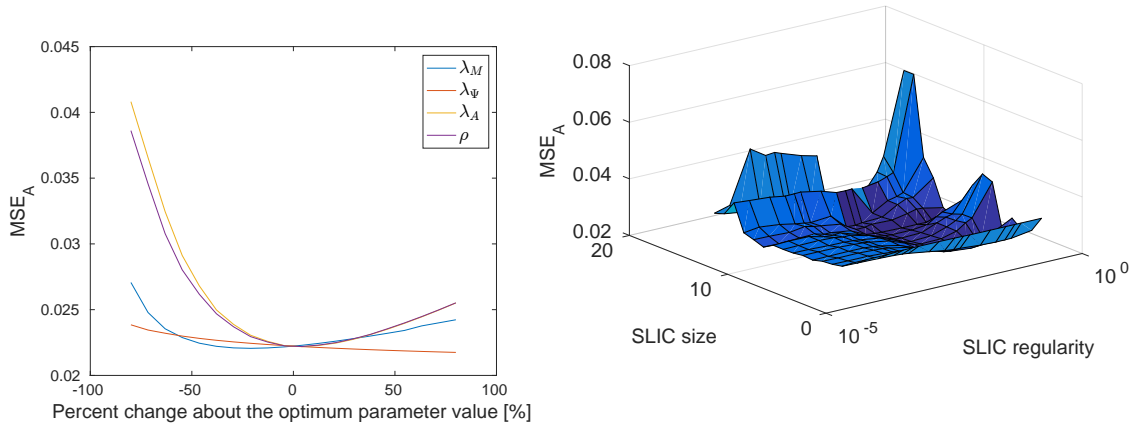 0.045
0.04
0.035
0.03
0.025
0.02
MSE_A
-100
-50
0
50
100
Percent change about the optimum parameter value [%]
λ_M
λ_Ψ
λ_A
ρ
0.08
0.06
0.04
0.02
MSE_A
20
10
0
SLIC size
10^-5
10^0
SLIC regularity